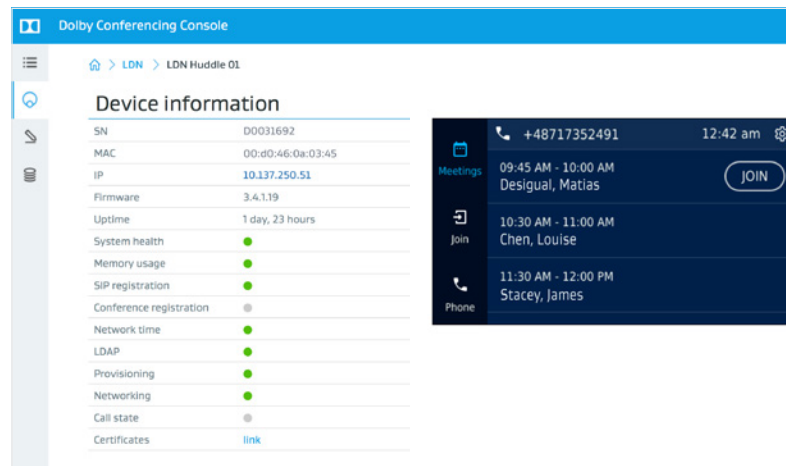 Dolby Conferencing Console
LDN > LDN Huddle 01
Device information
SN D0031692
MAC 00:d0:46:0a:03:45
IP 10.137.250.51
Firmware 3.4.1.19
Uptime 1 day, 23 hours
System health
Memory usage
SIP registration
Conference registration
Network time
LDAP
Provisioning
Networking
Call state
Certificates link
+48717352491 12:42 am
Meetings
09:45 AM - 10:00 AM
Desigual, Matias
JOIN
Join
10:30 AM - 11:00 AM
Chen, Louise
Phone
11:30 AM - 12:00 PM
Stacey, James